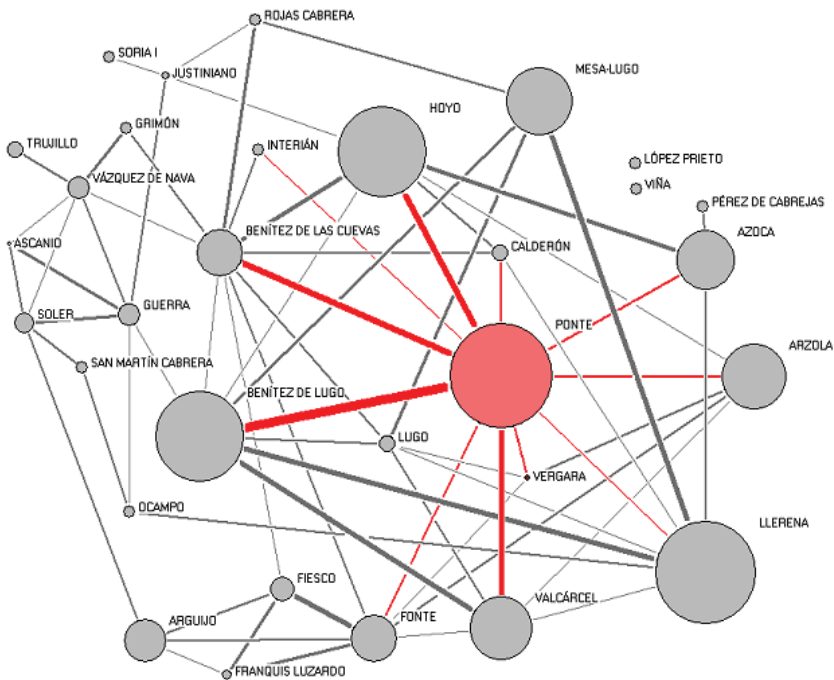 ROJAS CABRERA
SORIA I
JUSTINIANO
MESA-LUGO
HOYO
GRIMÓN
TRUJILLO
INTERIÁN
LÓPEZ PRIETO
VÁZQUEZ DE NAVA
VIÑA
PÉREZ DE CABREJAS
BENÍTEZ DE LAS CUEVAS
AZOCA
ASCANIO
CALDERÓN
GUERRA
SOLER
PONTE
ARZOLA
SAN MARTÍN CABRERA
BENÍTEZ DE LUGO
LUGO
VERGARA
OCAMPO
LLERENA
FIESCO
VALCÁRCEL
ARGUIJO
FONTE
FRANQUIS LUZARDO